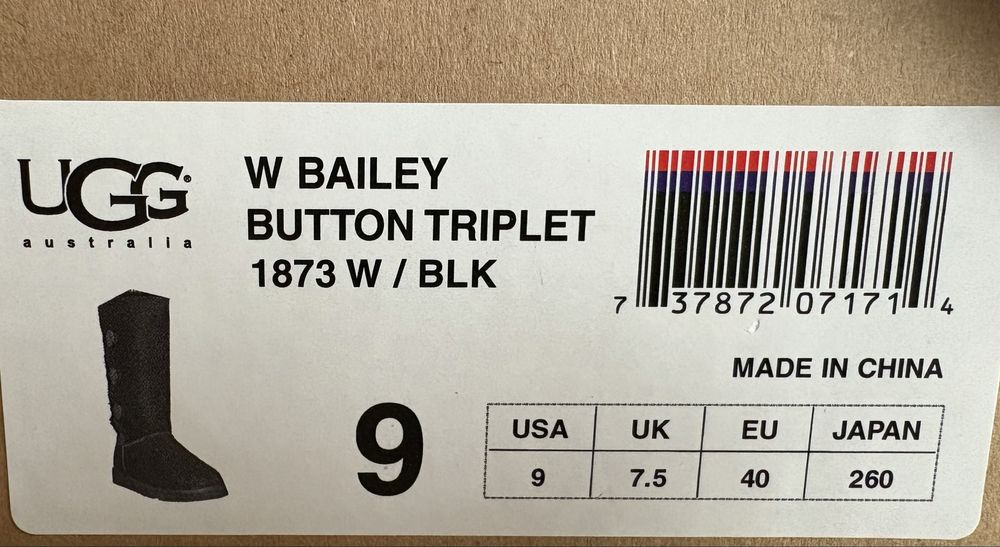 UGG®
australia
W BAILEY
BUTTON TRIPLET
1873 W / BLK
7 37872 07171 4
MADE IN CHINA
9
USA UK EU JAPAN
9 7.5 40 260